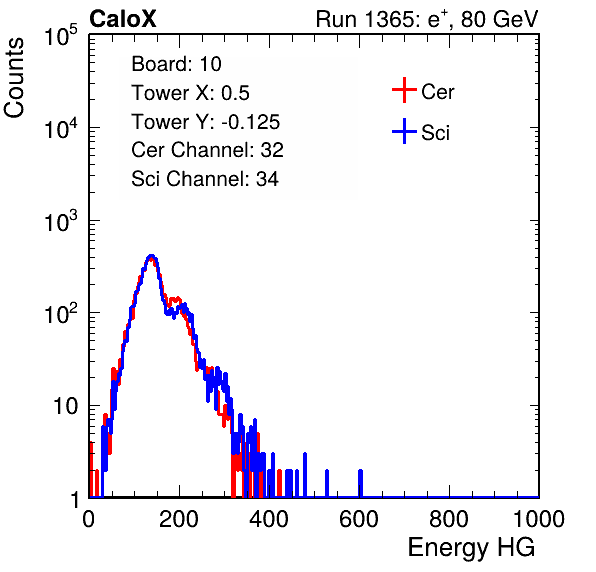 CaloX Run 1365: e⁺, 80 GeV
Counts
10⁵
10⁴
10³
10²
10
1
Board: 10
Tower X: 0.5
Tower Y: -0.125
Cer Channel: 32
Sci Channel: 34
Cer
Sci
0 200 400 600 800 1000
Energy HG